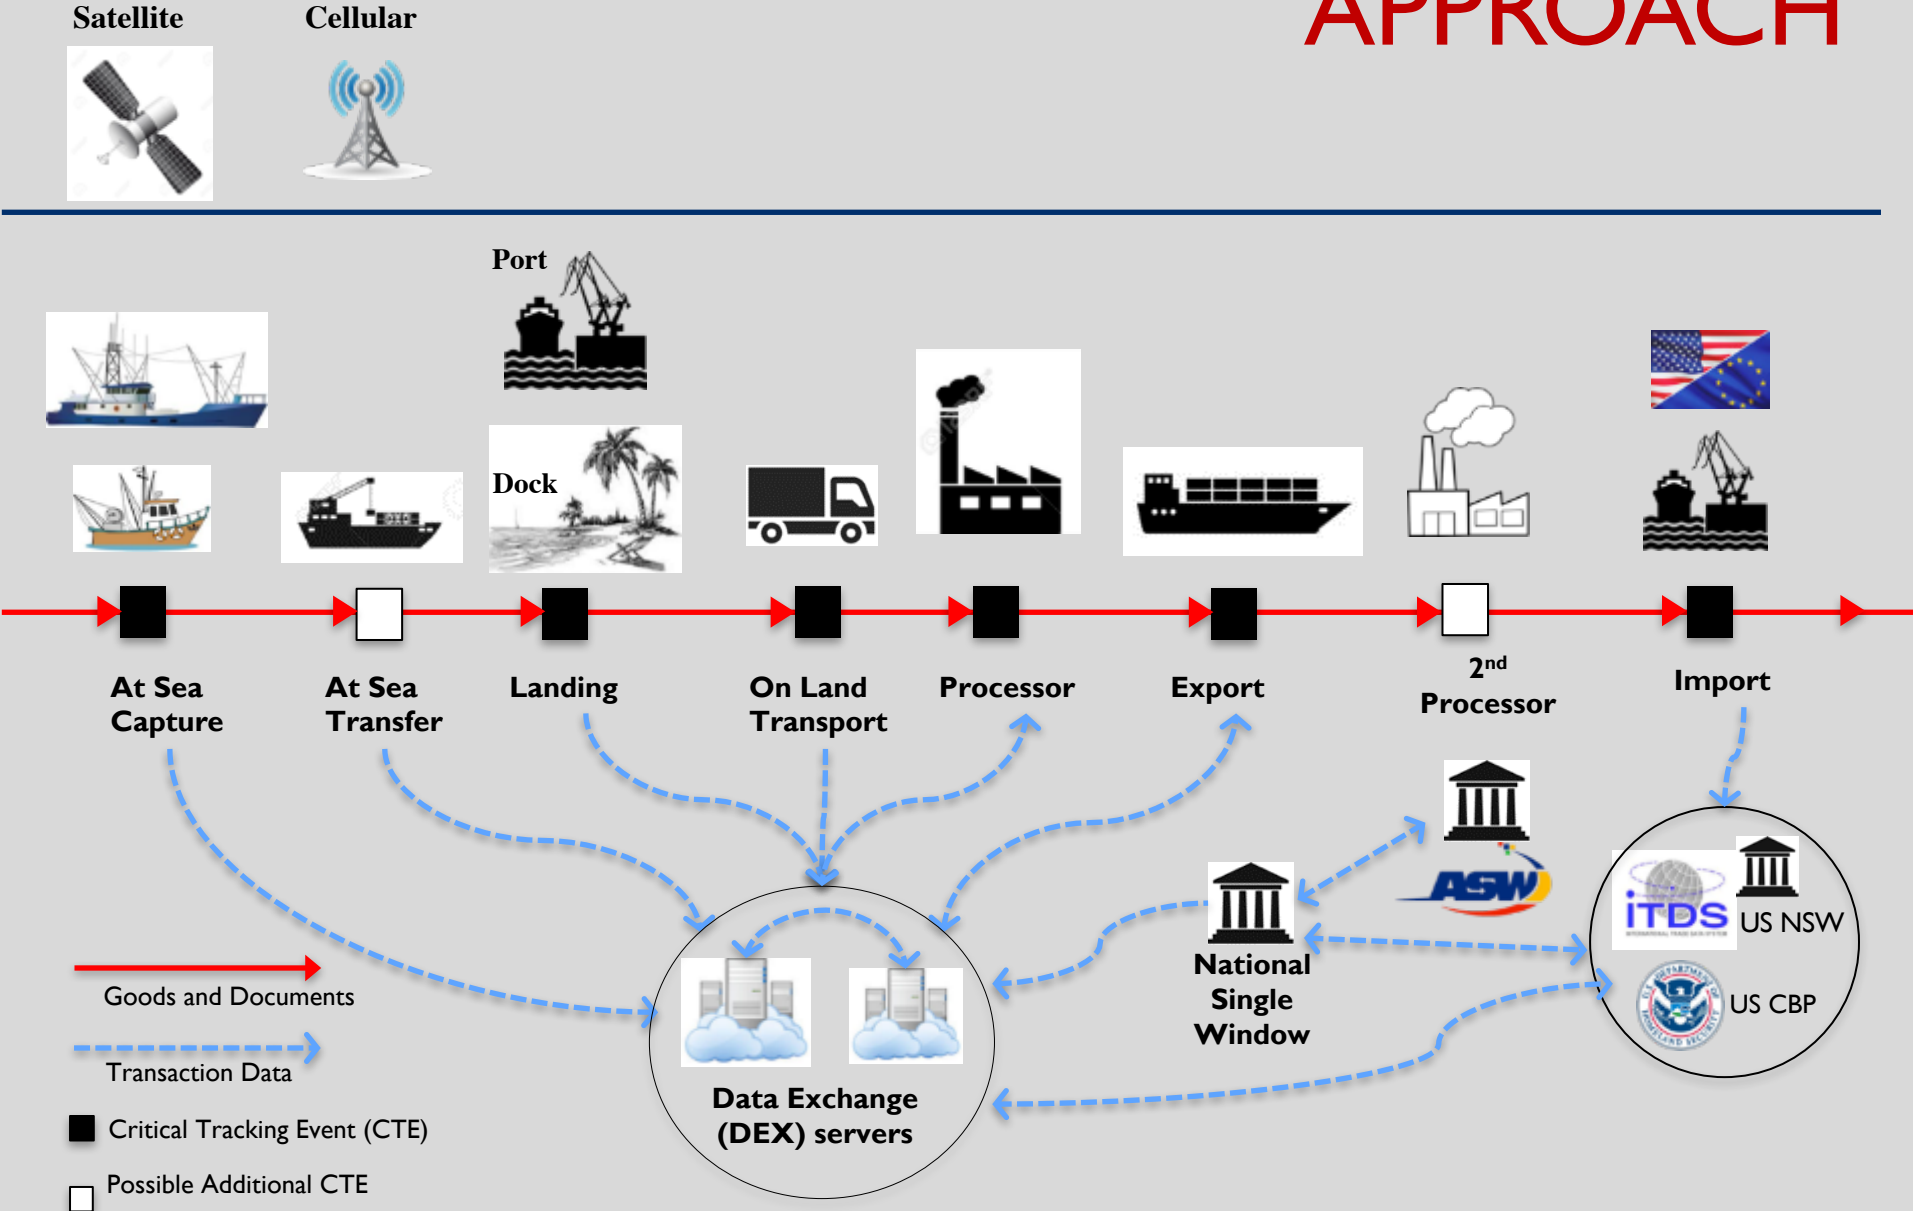 APPROACH
Satellite
Cellular
Port
Dock
At Sea
Capture
At Sea
Transfer
Landing
On Land
Transport
Processor
Export
2nd
Processor
Import
ASW
iTDS
US NSW
US CBP
National
Single
Window
Data Exchange
(DEX) servers
Goods and Documents
Transaction Data
Critical Tracking Event (CTE)
Possible Additional CTE